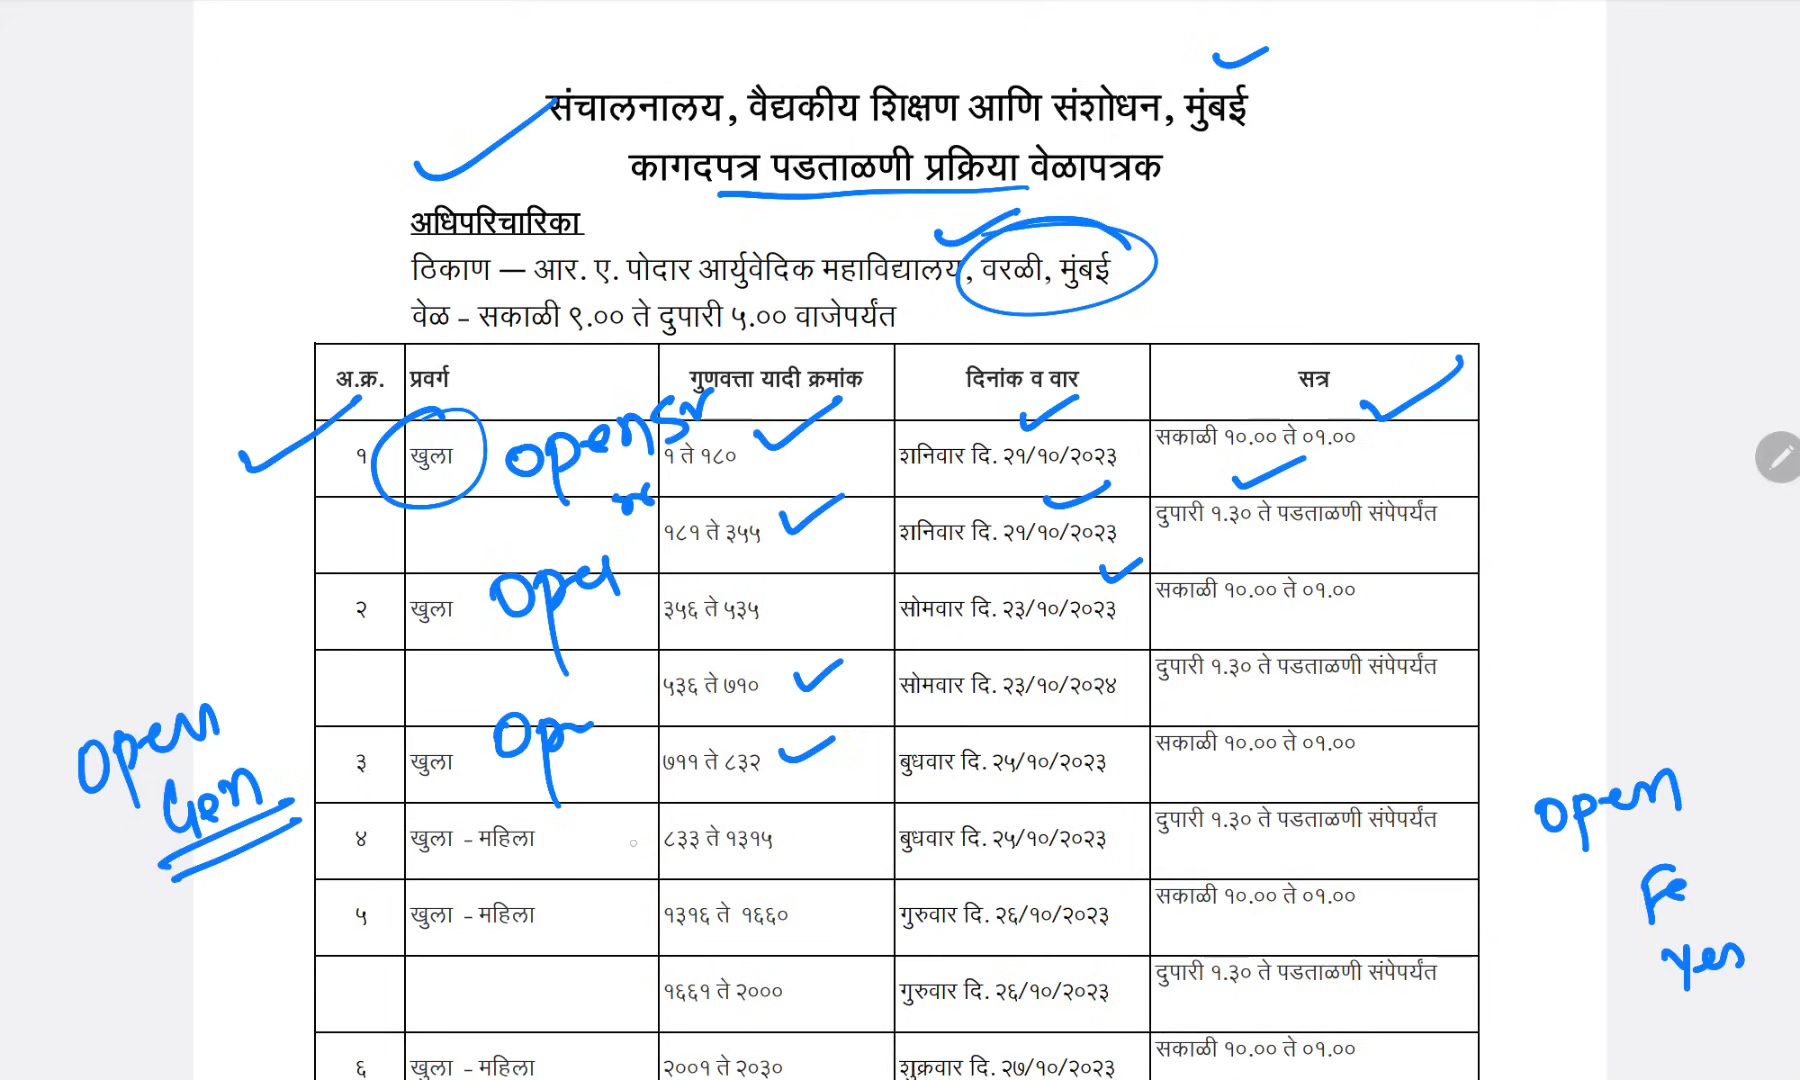 संचालनालय, वैद्यकीय शिक्षण आणि संशोधन, मुंबई
कागदपत्र पडताळणी प्रक्रिया वेळापत्रक
अधिपरिचारिका
ठिकाण — आर. ए. पोदार आर्युवेदिक महाविद्यालय, वरळी, मुंबई
वेळ - सकाळी ९.०० ते दुपारी ५.०० वाजेपर्यंत
अ.क्र. प्रवर्ग गुणवत्ता यादी क्रमांक दिनांक व वार सत्र
१ खुला open १ ते १८० शनिवार दि. २१/१०/२०२३ सकाळी १०.०० ते ०१.००
१८१ ते ३५५ शनिवार दि. २१/१०/२०२३ दुपारी १.३० ते पडताळणी संपेपर्यंत
२ खुला open ३५६ ते ५३५ सोमवार दि. २३/१०/२०२३ सकाळी १०.०० ते ०१.००
५३६ ते ७१० सोमवार दि. २३/१०/२०२४ दुपारी १.३० ते पडताळणी संपेपर्यंत
३ खुला op ७११ ते ८३२ बुधवार दि. २५/१०/२०२३ सकाळी १०.०० ते ०१.००
open
Gen
४ खुला - महिला ८३३ ते १३१५ बुधवार दि. २५/१०/२०२३ दुपारी १.३० ते पडताळणी संपेपर्यंत
open
Fe
yes
५ खुला - महिला १३१६ ते १६६० गुरुवार दि. २६/१०/२०२३ सकाळी १०.०० ते ०१.००
१६६१ ते २००० गुरुवार दि. २६/१०/२०२३ दुपारी १.३० ते पडताळणी संपेपर्यंत
६ खुला - महिला २००१ ते २०३० शुक्रवार दि. २७/१०/२०२३ सकाळी १०.०० ते ०१.००